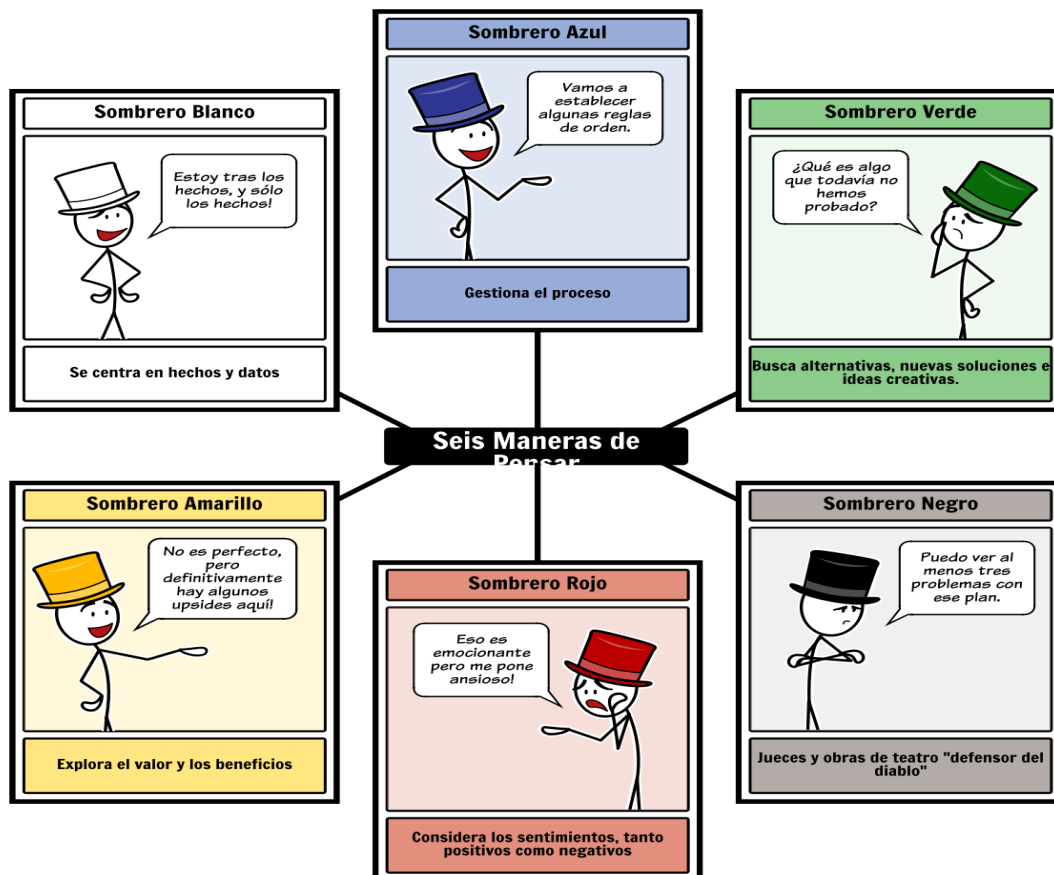 Sombrero Azul
Vamos a
establecer
algunas reglas
de orden.
Gestiona el proceso
Sombrero Blanco
Estoy tras los
hechos, y sólo
los hechos!
Se centra en hechos y datos
Sombrero Verde
¿Qué es algo
que todavía no
hemos
probado?
Busca alternativas, nuevas soluciones e
ideas creativas.
Seis Maneras de
Pensar
Sombrero Amarillo
No es perfecto,
pero
definitivamente
hay algunos
upsides aquí!
Explora el valor y los beneficios
Sombrero Rojo
Eso es
emocionante
pero me pone
ansioso!
Considera los sentimientos, tanto
positivos como negativos
Sombrero Negro
Puedo ver al
menos tres
problemas con
ese plan.
Jueces y obras de teatro "defensor del
diablo"